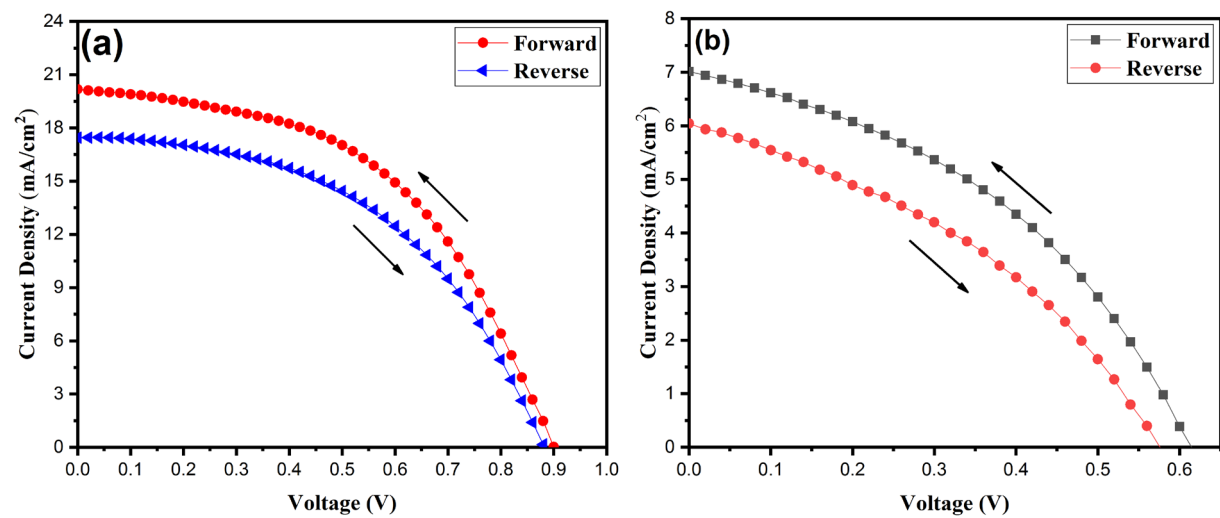 (a)
Forward
Reverse
24
21
18
15
12
9
6
3
0
Current Density (mA/cm²)
0.0 0.1 0.2 0.3 0.4 0.5 0.6 0.7 0.8 0.9 1.0
Voltage (V)
(b)
Forward
Reverse
8
7
6
5
4
3
2
1
0
Current Density (mA/cm²)
0.0 0.1 0.2 0.3 0.4 0.5 0.6
Voltage (V)